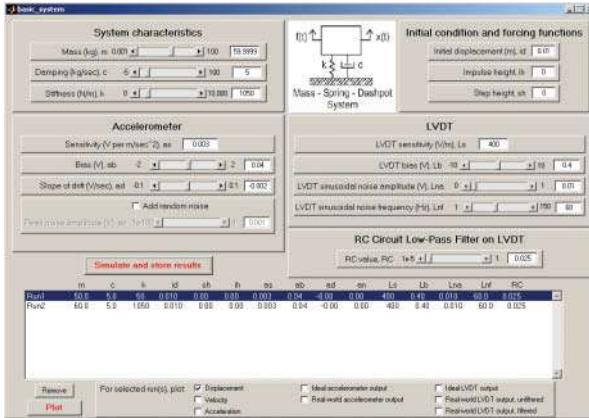 basic_system
System characteristics
Mass (kg), m 0.001 100 59.9999
Damping (kg/sec), c -5 100 5
Stiffness (N/m), k 0 10,000 1050
f(t) x(t)
m
k c
Mass - Spring - Dashpot
System
Initial condition and forcing functions
Initial displacement (m), id 0.01
Impulse height, ih 0
Step height, sh 0
Accelerometer
Sensitivity (V per m/sec^2), as 0.003
Bias (V), ab -2 2 0.04
Slope of drift (V/sec), ad -0.1 0.1 -0.002
Add random noise
1 0.001
LVDT
LVDT sensitivity (V/m), Ls 400
LVDT bias (V), Lb -10 10 0.4
LVDT sinusoidal noise amplitude (V), Lna 0 1 0.01
LVDT sinusoidal noise frequency (Hz), Lnf 1 150 60
RC Circuit Low-Pass Filter on LVDT
RC value, RC 1e-5 1 0.025
Simulate and store results
m c k id sh ih as ab ad an Ls Lb Lna Lnf RC
Run1 50.0 5.0 50 0.010 0.00 0.00 0.003 0.04 -0.00 0.00 400 0.40 0.010 60.0 0.025
Run2 60.0 5.0 1050 0.010 0.00 0.00 0.003 0.04 -0.00 0.00 400 0.40 0.010 60.0 0.025
Remove
Plot
For selected run(s), plot
Displacement
Velocity
Acceleration
Ideal accelerometer output
Real-world accelerometer output
Ideal LVDT output
Real-world LVDT output, unfiltered
Real-world LVDT output, filtered